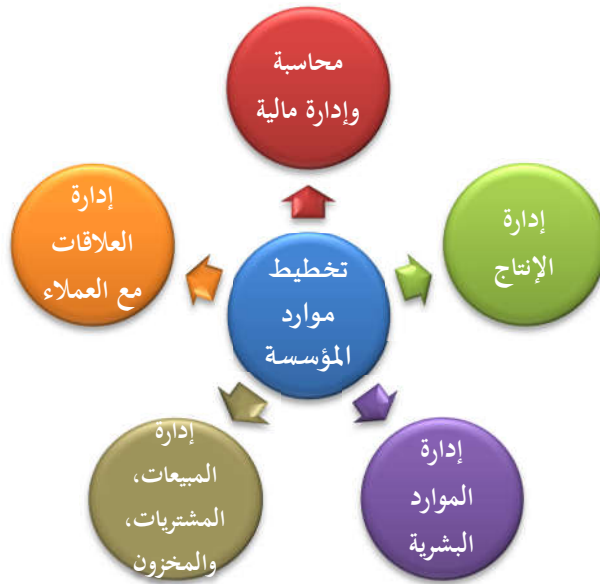 محاسبة
وإدارة مالية
إدارة
الإنتاج
إدارة
العلاقات
مع العملاء
تخطيط
موارد
المؤسسة
إدارة
الموارد
البشرية
إدارة
المبيعات،
المشتريات،
والمخزون